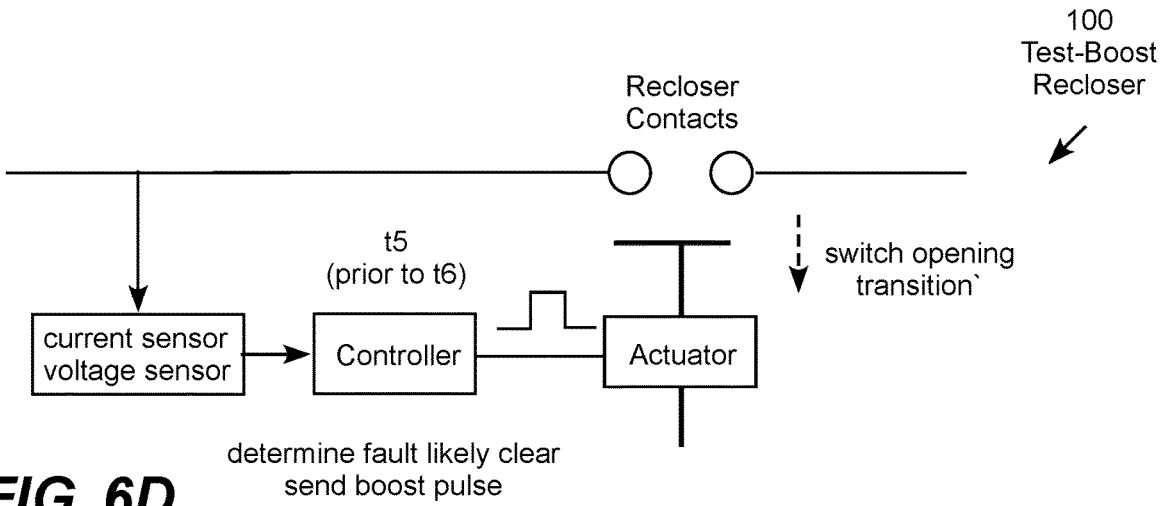 100
Test-Boost
Recloser
Recloser
Contacts
t5
(prior to t6)
switch opening
transition`
current sensor
voltage sensor
Controller
Actuator
determine fault likely clear
send boost pulse
FIG. 6D